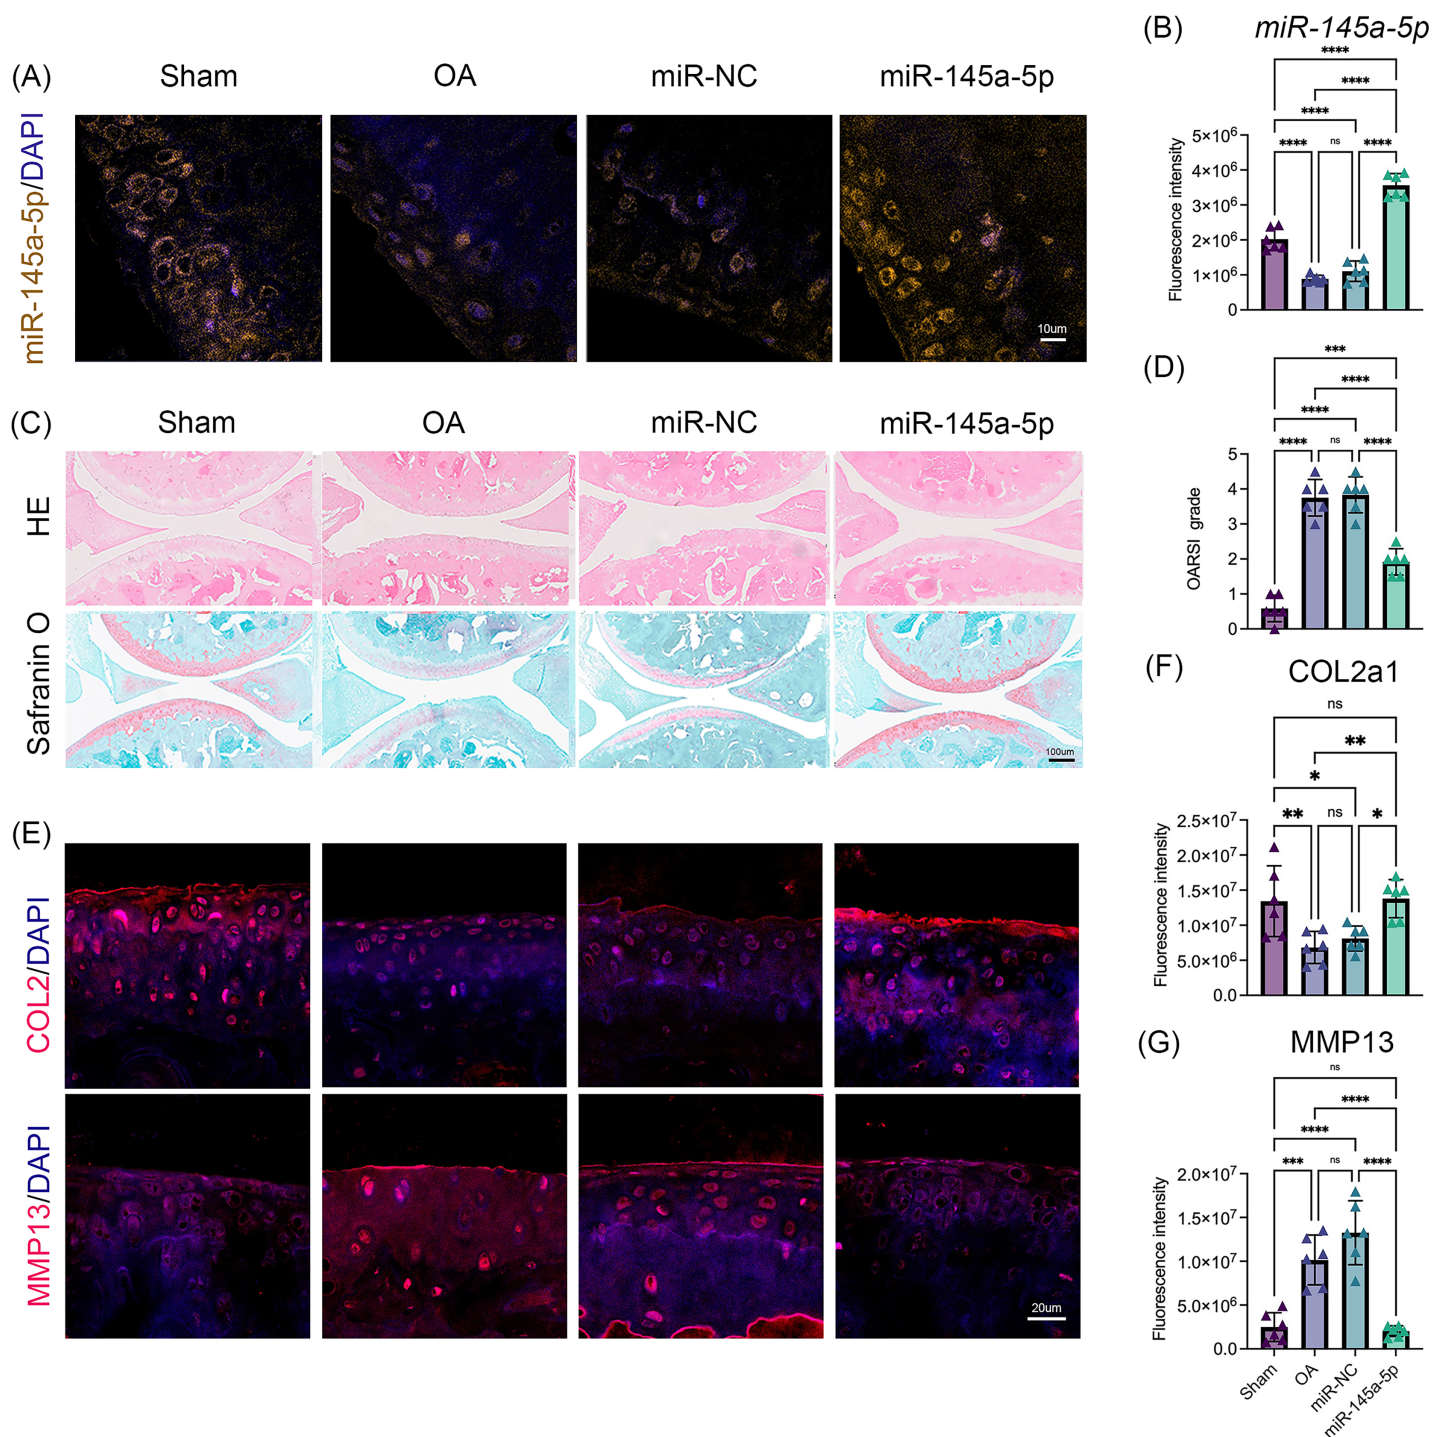 (A)
Sham
OA
miR-NC
miR-145a-5p
miR-145a-5p/DAPI
10um
(B)
miR-145a-5p
****
****
****
**** ns ****
Fluorescence intensity
5×10⁶
4×10⁶
3×10⁶
2×10⁶
1×10⁶
0
(C)
Sham
OA
miR-NC
miR-145a-5p
HE
Safranin O
100um
(D)
***
****
****
**** ns ****
OARSI grade
5
4
3
2
1
0
(E)
COL2/DAPI
MMP13/DAPI
20um
(F)
COL2a1
ns
**
*
** ns *
Fluorescence intensity
2.5×10⁷
2.0×10⁷
1.5×10⁷
1.0×10⁷
5.0×10⁶
0.0
(G)
MMP13
ns
****
****
*** ns ****
Fluorescence intensity
2.0×10⁷
1.5×10⁷
1.0×10⁷
5.0×10⁶
0.0
Sham
OA
miR-NC
miR-145a-5p